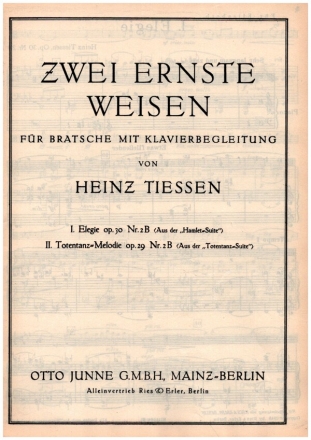 ZWEI ERNSTE
WEISEN
FÜR BRATSCHE MIT KLAVIERBEGLEITUNG
VON
HEINZ TIESSEN
I. Elegie op. 30 Nr. 2B (Aus der „Hamlet-Suite“)
II. Totentanz-Melodie op. 29 Nr. 2B (Aus der „Totentanz-Suite“)
OTTO JUNNE G.M.B.H, MAINZ-BERLIN
Alleinvertrieb Ries & Erler, Berlin